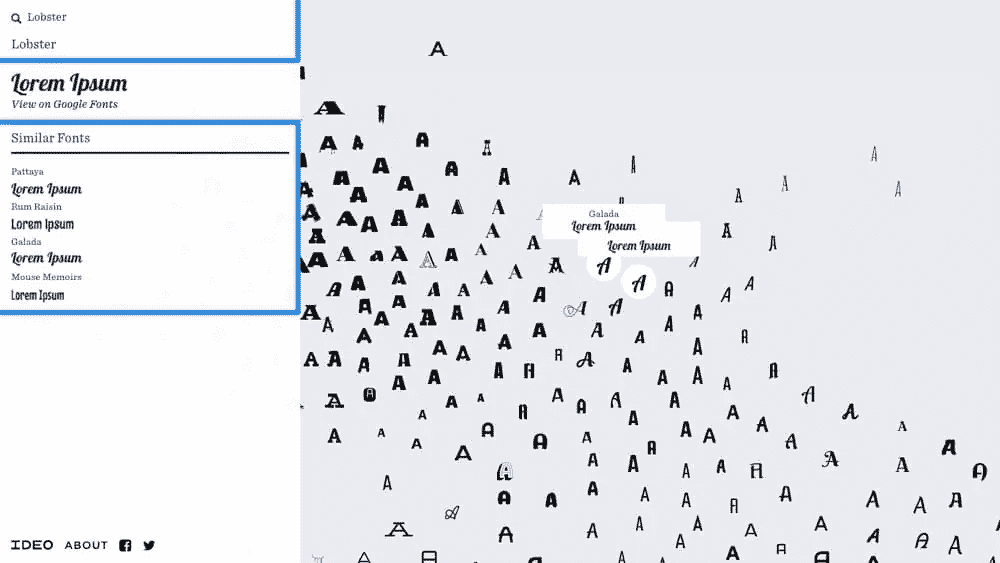 Lobster
Lobster
Lorem Ipsum
View on Google Fonts
Similar Fonts
Pattaya
Lorem Ipsum
Rum Raisin
Lorem Ipsum
Galada
Lorem Ipsum
Mouse Memoirs
Lorem Ipsum
IDEO ABOUT
Galada
Lorem Ipsum
Lorem Ipsum